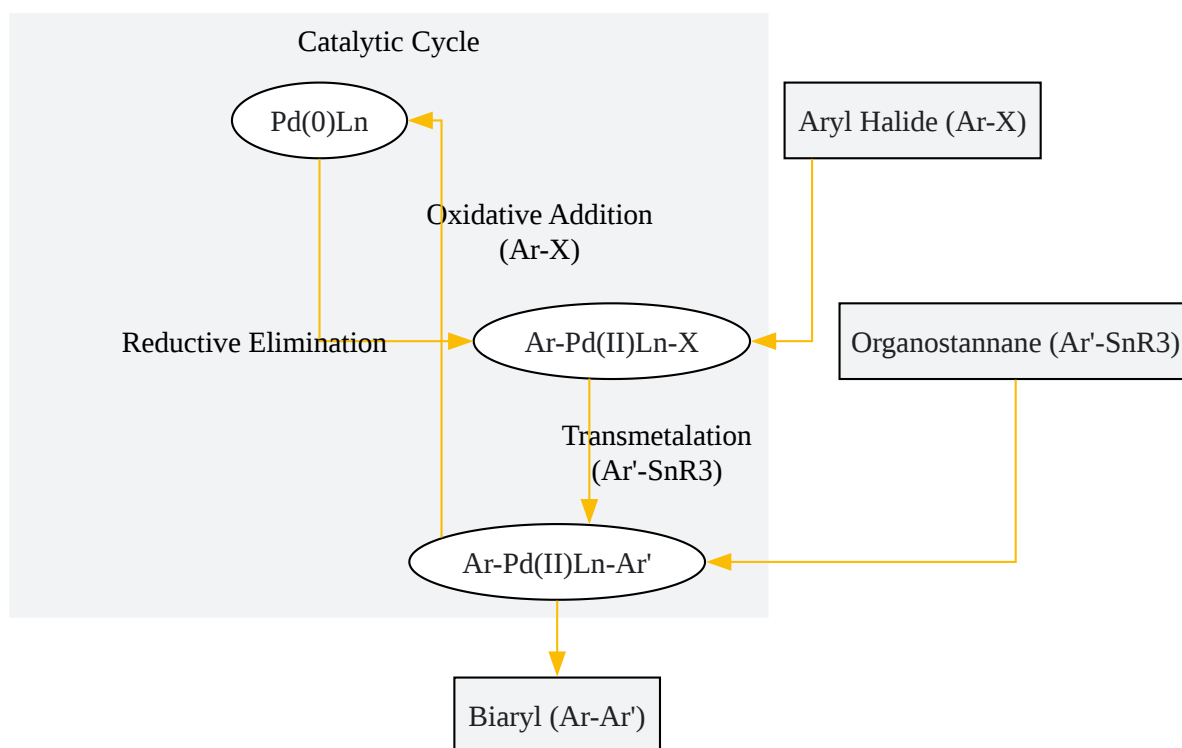 Catalytic Cycle
Pd(0)Ln
Aryl Halide (Ar-X)
Oxidative Addition
(Ar-X)
Reductive Elimination
Ar-Pd(II)Ln-X
Organostannane (Ar'-SnR3)
Transmetalation
(Ar'-SnR3)
Ar-Pd(II)Ln-Ar'
Biaryl (Ar-Ar')